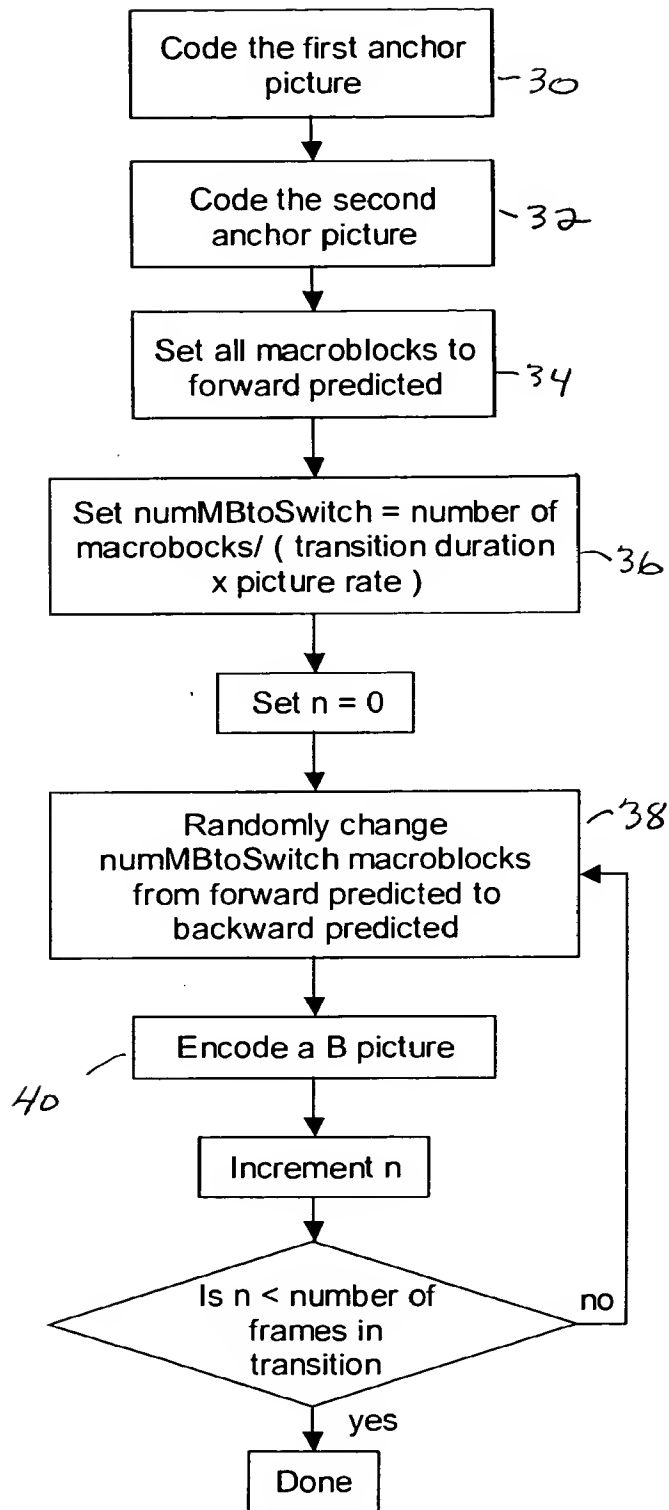 Code the first anchor
picture
30
Code the second
anchor picture
32
Set all macroblocks to
forward predicted
34
Set numMBtoSwitch = number of
macrobocks/ ( transition duration
x picture rate )
36
Set n = 0
Randomly change
numMBtoSwitch macroblocks
from forward predicted to
backward predicted
38
Encode a B picture
40
Increment n
Is n < number of
frames in
transition
no
yes
Done